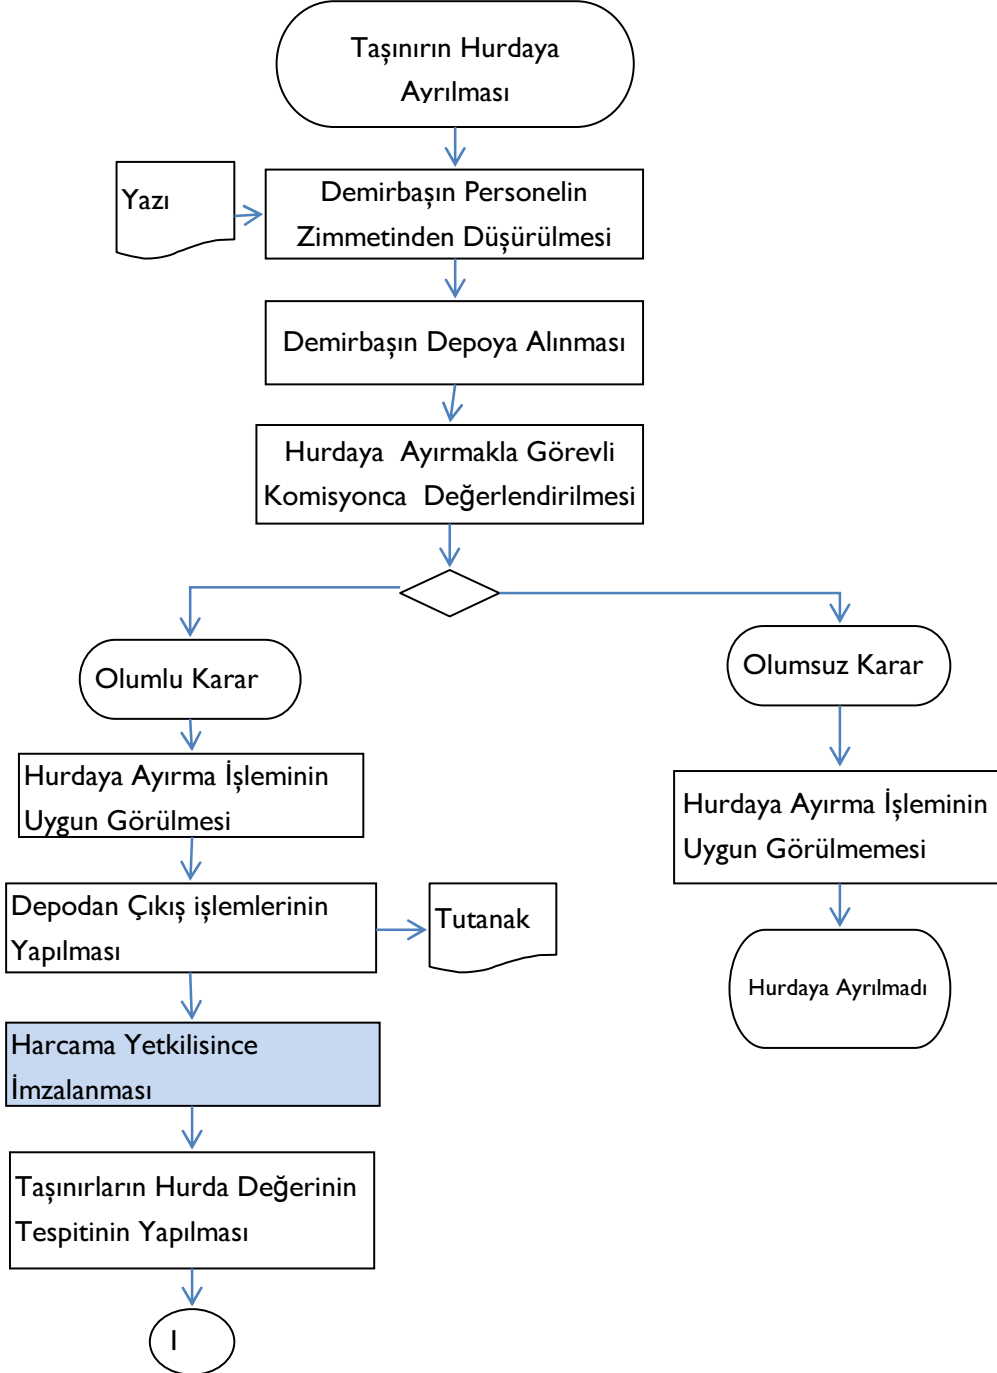 Taşınırın Hurdaya
Ayrılması
Yazı
Demirbaşın Personelin
Zimmetinden Düşürülmesi
Demirbaşın Depoya Alınması
Hurdaya Ayırmakla Görevli
Komisyonca Değerlendirilmesi
Olumlu Karar
Olumsuz Karar
Hurdaya Ayırma İşleminin
Uygun Görülmesi
Hurdaya Ayırma İşleminin
Uygun Görülmemesi
Depodan Çıkış işlemlerinin
Yapılması
Tutanak
Hurdaya Ayrılmadı
Harcama Yetkilisince
İmzalanması
Taşınırların Hurda Değerinin
Tespitinin Yapılması
I